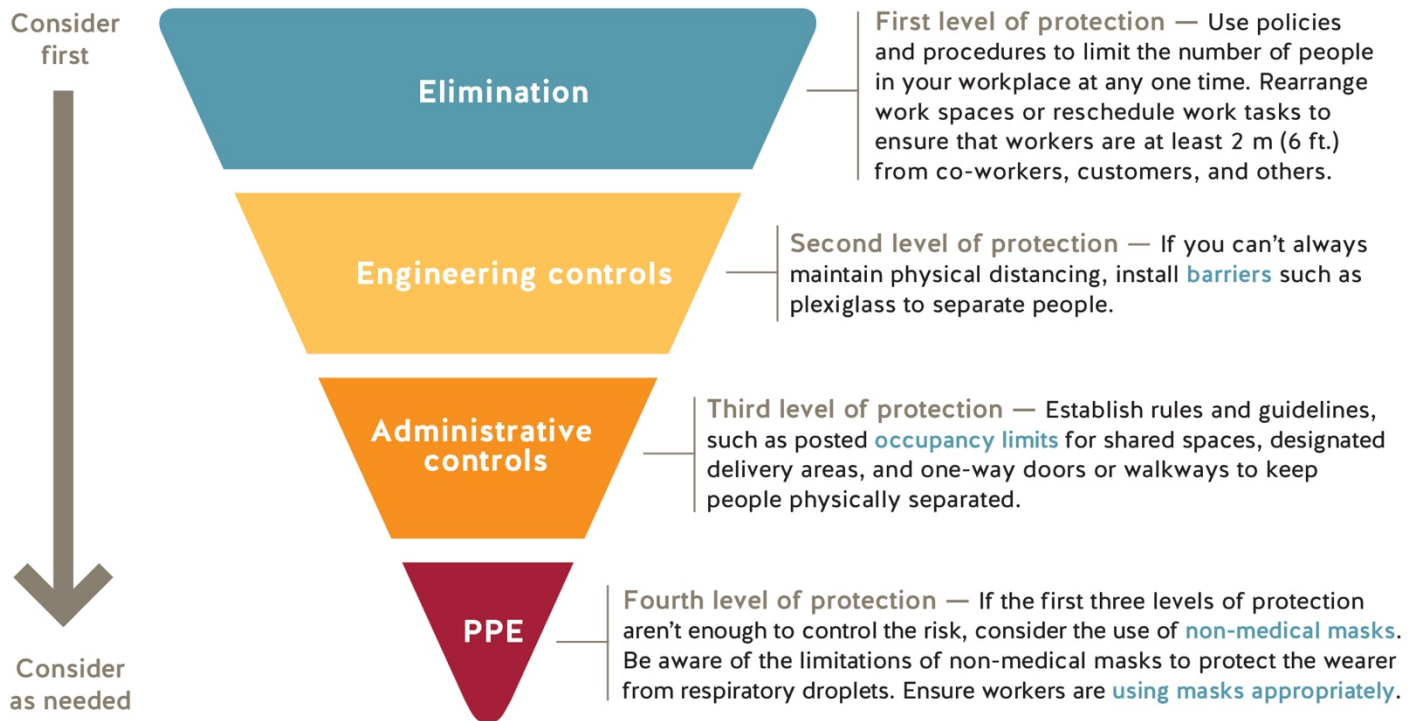 Consider
first
Elimination
First level of protection — Use policies
and procedures to limit the number of people
in your workplace at any one time. Rearrange
work spaces or reschedule work tasks to
ensure that workers are at least 2 m (6 ft.)
from co-workers, customers, and others.
Engineering controls
Second level of protection — If you can’t always
maintain physical distancing, install barriers such as
plexiglass to separate people.
Administrative
controls
Third level of protection — Establish rules and guidelines,
such as posted occupancy limits for shared spaces, designated
delivery areas, and one-way doors or walkways to keep
people physically separated.
PPE
Fourth level of protection — If the first three levels of protection
aren’t enough to control the risk, consider the use of non-medical masks.
Be aware of the limitations of non-medical masks to protect the wearer
from respiratory droplets. Ensure workers are using masks appropriately.
Consider
as needed